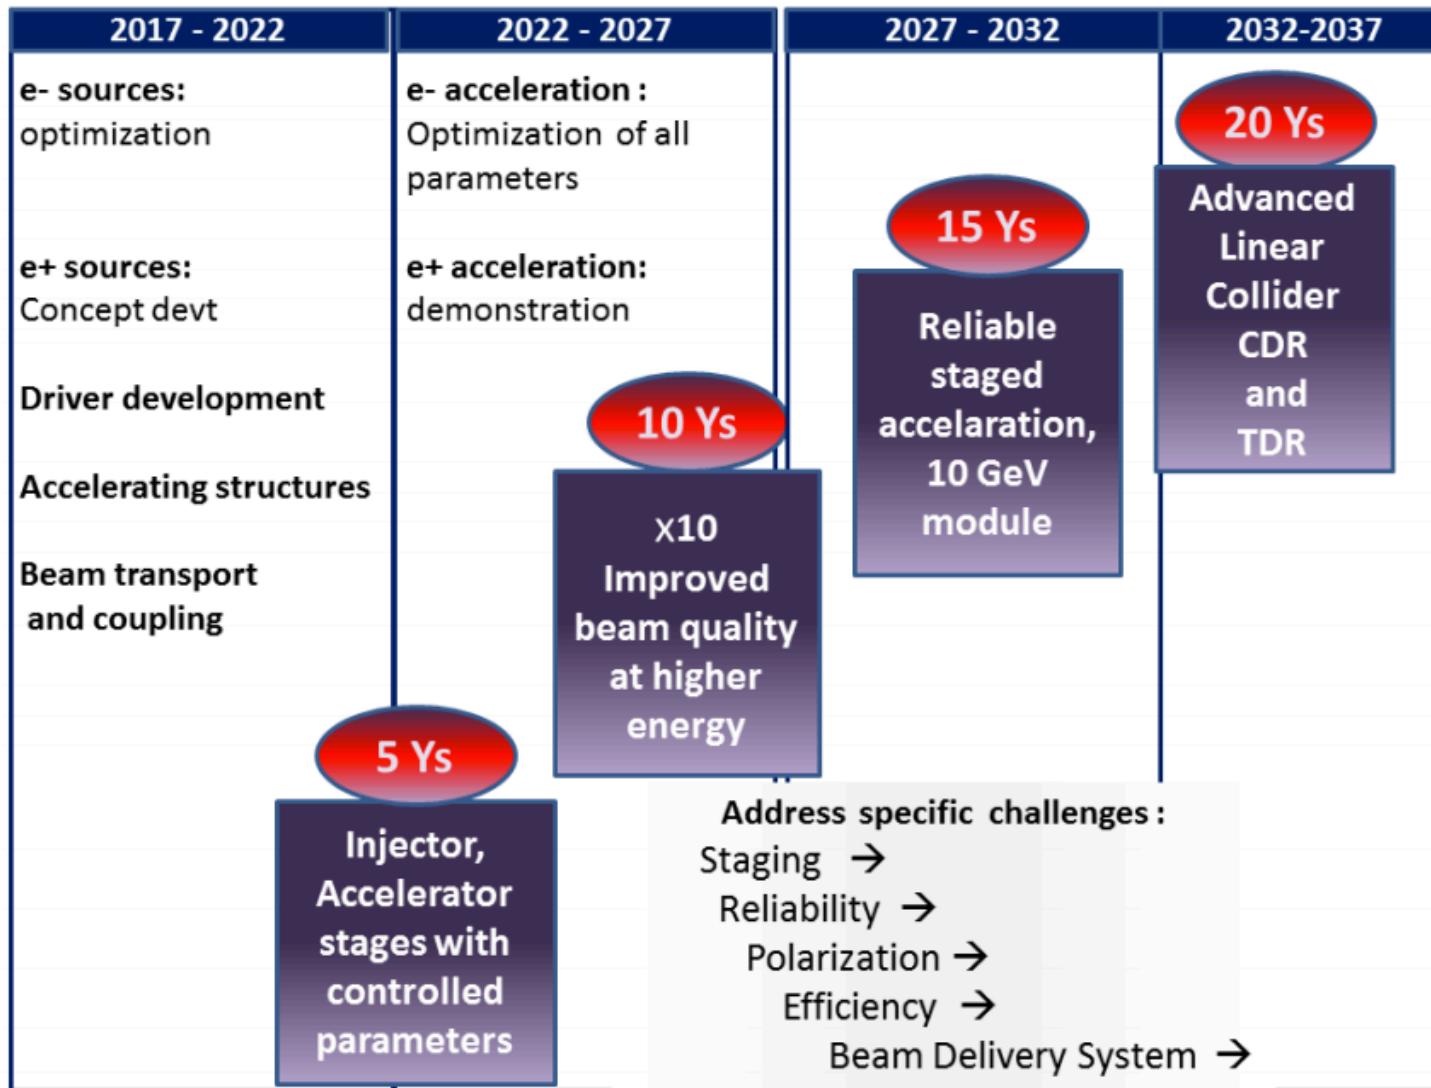 2017 - 2022
2022 - 2027
2027 - 2032
2032-2037
e- sources:
optimization
e+ sources:
Concept devt
Driver development
Accelerating structures
Beam transport
and coupling
e- acceleration :
Optimization of all
parameters
e+ acceleration:
demonstration
5 Ys
Injector,
Accelerator
stages with
controlled
parameters
10 Ys
x10
Improved
beam quality
at higher
energy
15 Ys
Reliable
staged
accelaration,
10 GeV
module
20 Ys
Advanced
Linear
Collider
CDR
and
TDR
Address specific challenges :
Staging →
Reliability →
Polarization →
Efficiency →
Beam Delivery System →